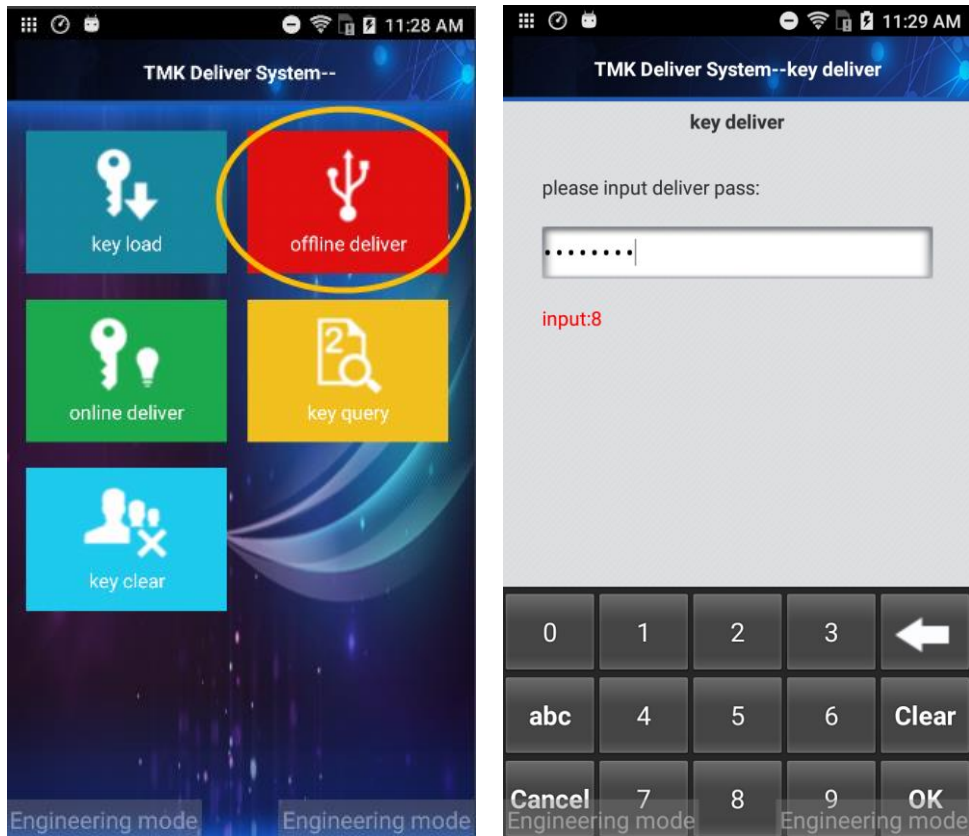 11:28 AM
TMK Deliver System--
key load
offline deliver
online deliver
2
key query
key clear
Engineering mode
Engineering mode
11:29 AM
TMK Deliver System--key deliver
key deliver
please input deliver pass:
••••••••
input:8
0 1 2 3
abc 4 5 6 Clear
Cancel 7 8 9 OK
Engineering mode
Engineering mode